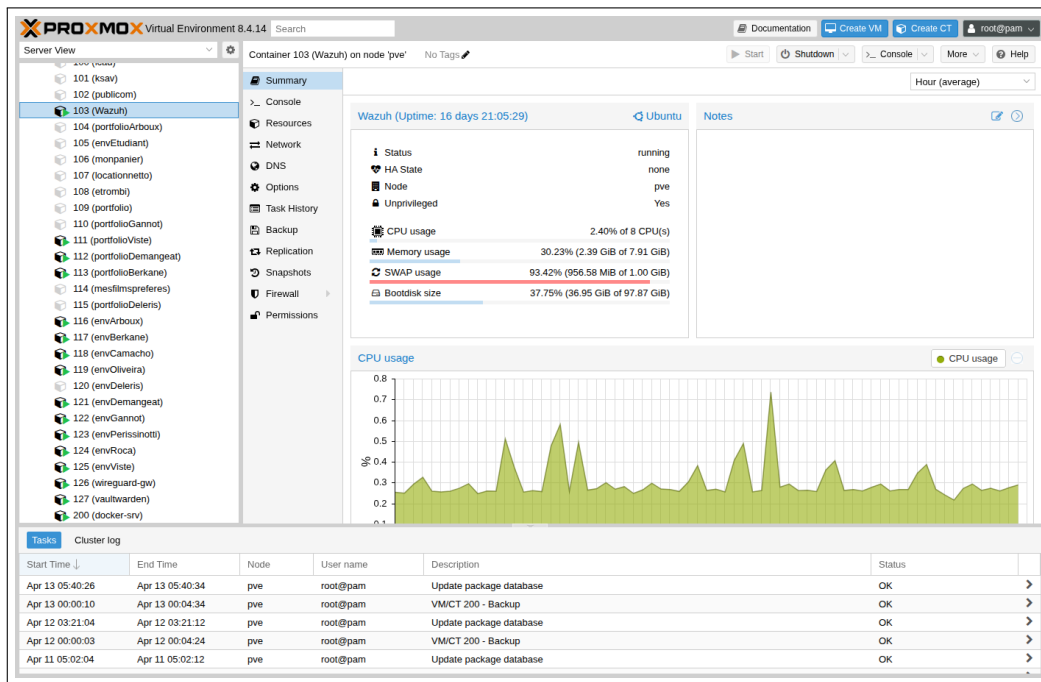 PROXMOX Virtual Environment 8.4.14 Search Documentation Create VM Create CT root@pam
Server View
Container 103 (Wazuh) on node 'pve' No Tags Start Shutdown Console More Help
101 (ksav)
102 (publicom)
103 (Wazuh)
104 (portfolioArboux)
105 (envEtudiant)
106 (monpanier)
107 (locationnetto)
108 (etrombi)
109 (portfolio)
110 (portfolioGannot)
111 (portfolioViste)
112 (portfolioDemangeat)
113 (portfolioBerkane)
114 (mesfilmspreferes)
115 (portfolioDeleris)
116 (envArboux)
117 (envBerkane)
118 (envCamacho)
119 (envOliveira)
120 (envDeleris)
121 (envDemangeat)
122 (envGannot)
123 (envPerissinotti)
124 (envRoca)
125 (envViste)
126 (wireguard-gw)
127 (vaultwarden)
200 (docker-srv)
Summary
Console
Resources
Network
DNS
Options
Task History
Backup
Replication
Snapshots
Firewall
Permissions
Hour (average)
Wazuh (Uptime: 16 days 21:05:29) Ubuntu
Status running
HA State none
Node pve
Unprivileged Yes
CPU usage 2.40% of 8 CPU(s)
Memory usage 30.23% (2.39 GiB of 7.91 GiB)
SWAP usage 93.42% (956.58 MiB of 1.00 GiB)
Bootdisk size 37.75% (36.95 GiB of 97.87 GiB)
Notes
CPU usage CPU usage
0.8
0.7
0.6
0.5
0.4
0.3
0.2
0.1
%
Tasks Cluster log
Start Time End Time Node User name Description Status
Apr 13 05:40:26 Apr 13 05:40:34 pve root@pam Update package database OK
Apr 13 00:00:10 Apr 13 00:04:34 pve root@pam VM/CT 200 - Backup OK
Apr 12 03:21:04 Apr 12 03:21:12 pve root@pam Update package database OK
Apr 12 00:00:03 Apr 12 00:04:24 pve root@pam VM/CT 200 - Backup OK
Apr 11 05:02:04 Apr 11 05:02:12 pve root@pam Update package database OK